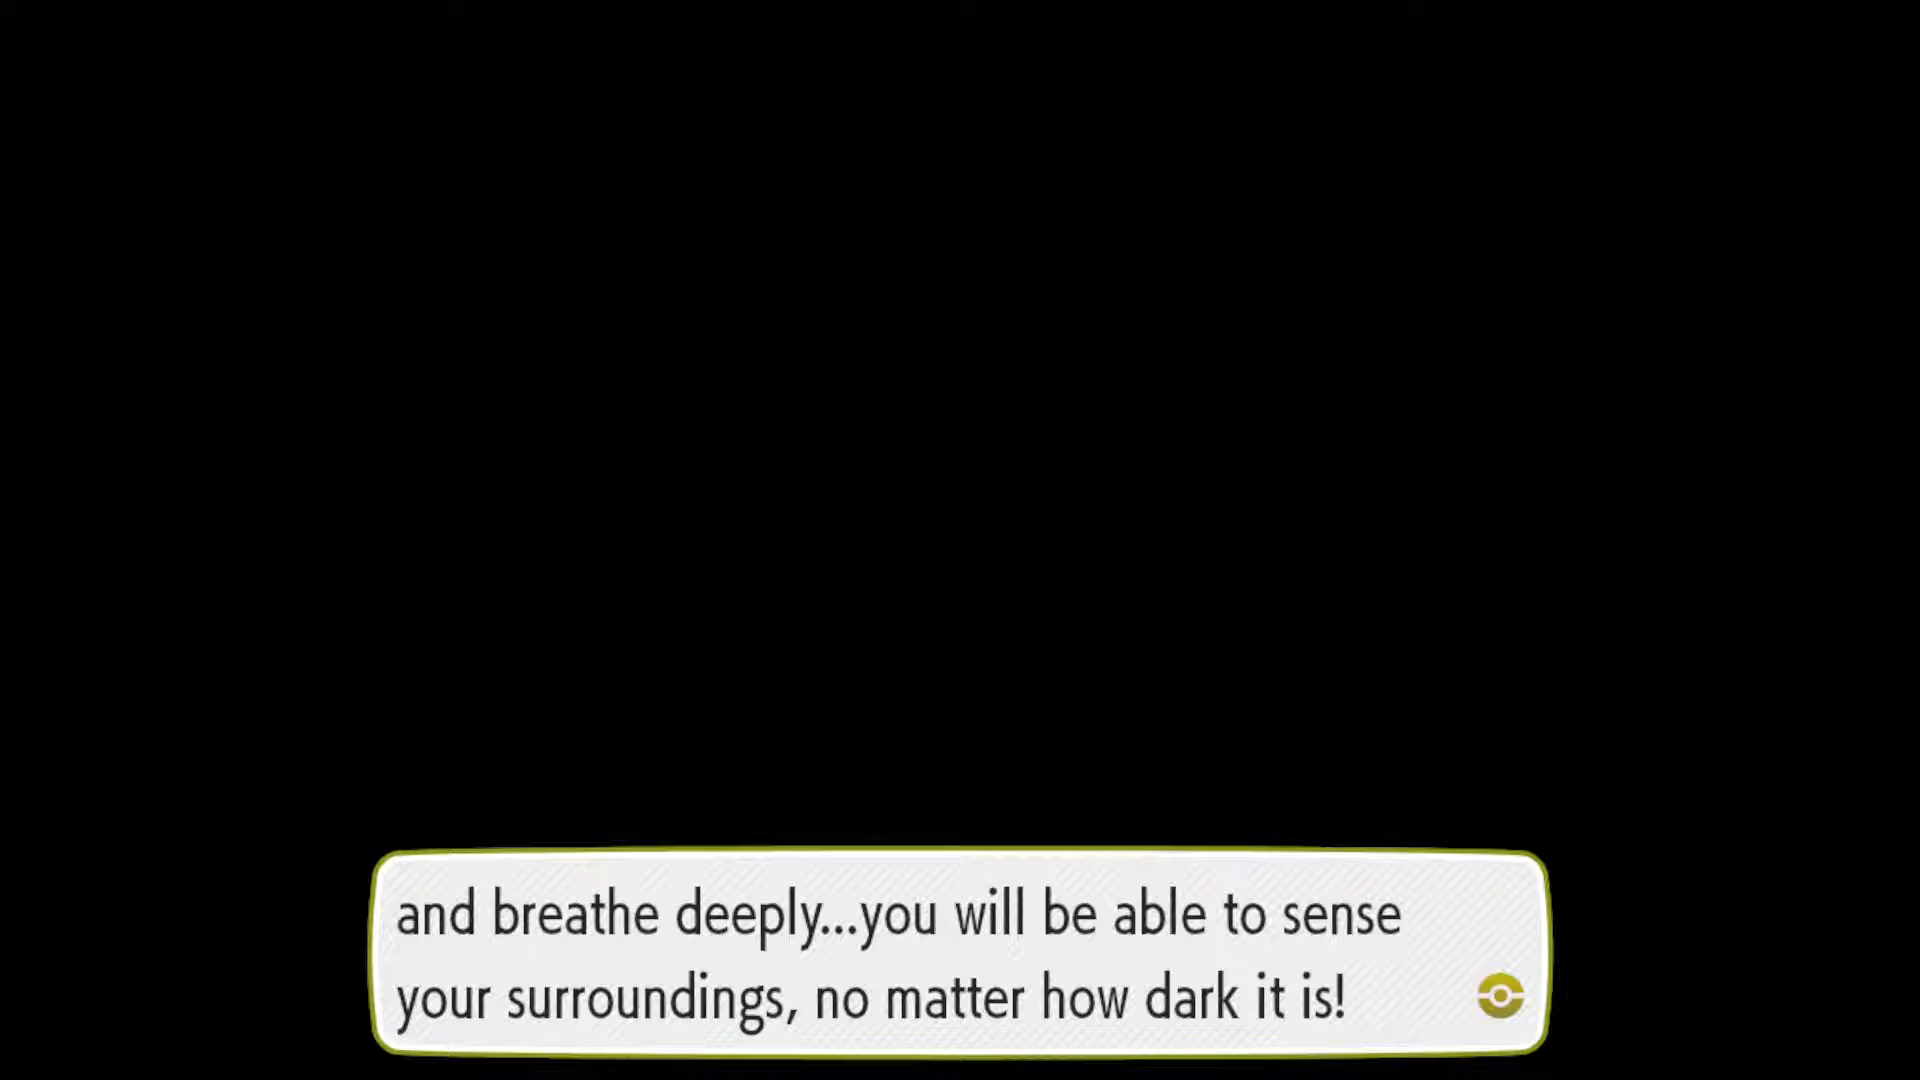 and breathe deeply...you will be able to sense
your surroundings, no matter how dark it is!